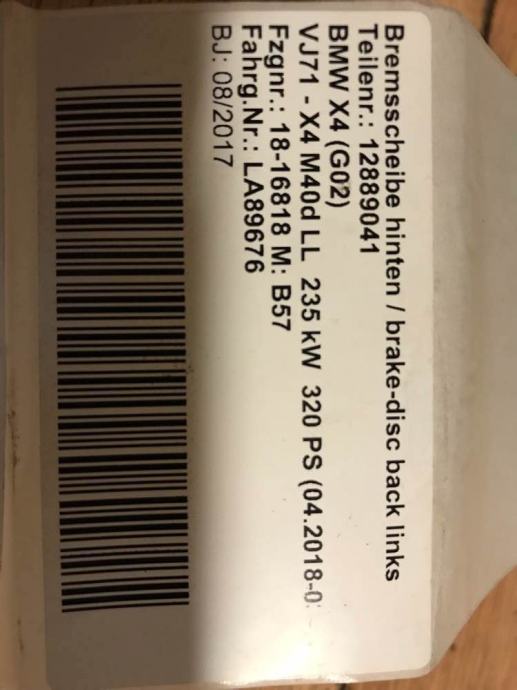 Bremsscheibe hinten / brake-disc back links
Teilenr.: 12889041
BMW X4 (G02)
VJ71 - X4 M40d LL 235 kW 320 PS (04.2018-0
Fzgnr.: 18-16818 M: B57
Fahrg.Nr.: LA89676
BJ: 08/2017